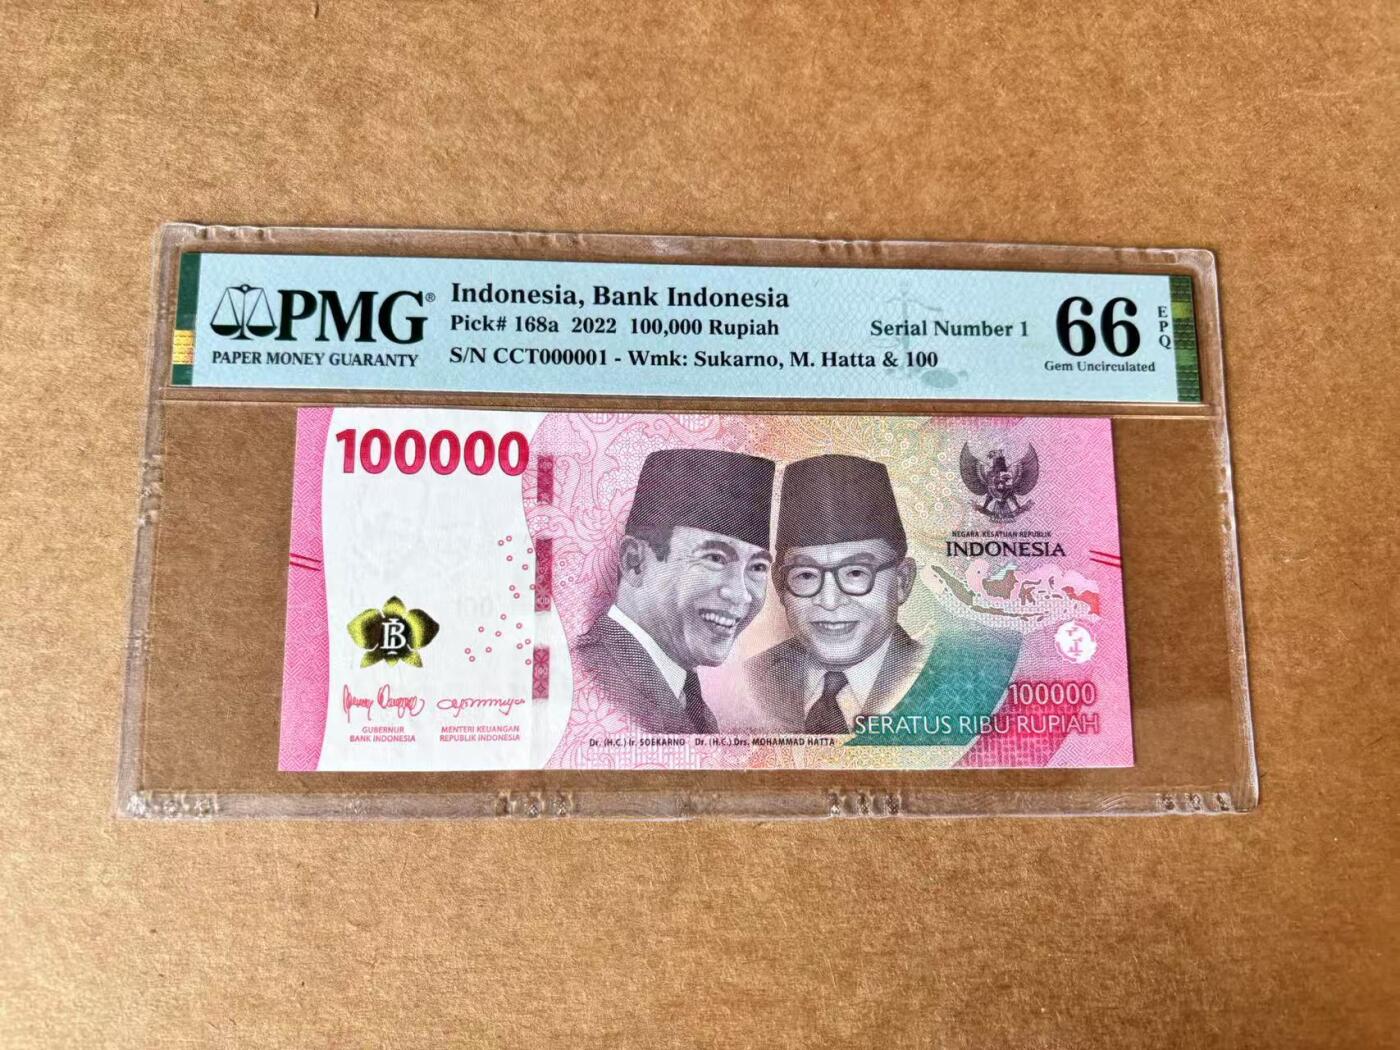 PMG®
PAPER MONEY GUARANTY
Indonesia, Bank Indonesia
Pick# 168a 2022 100,000 Rupiah
Serial Number 1
S/N CCT000001 - Wmk: Sukarno, M. Hatta & 100
66
EPQ
Gem Uncirculated
100000
NEGARA KESATUAN REPUBLIK
INDONESIA
BI
GUBERNUR
BANK INDONESIA
MENTERI KEUANGAN
REPUBLIK INDONESIA
Dr. (H.C.) Ir. SOEKARNO Dr. (H.C.) Drs. MOHAMMAD HATTA
100000
SERATUS RIBU RUPIAH